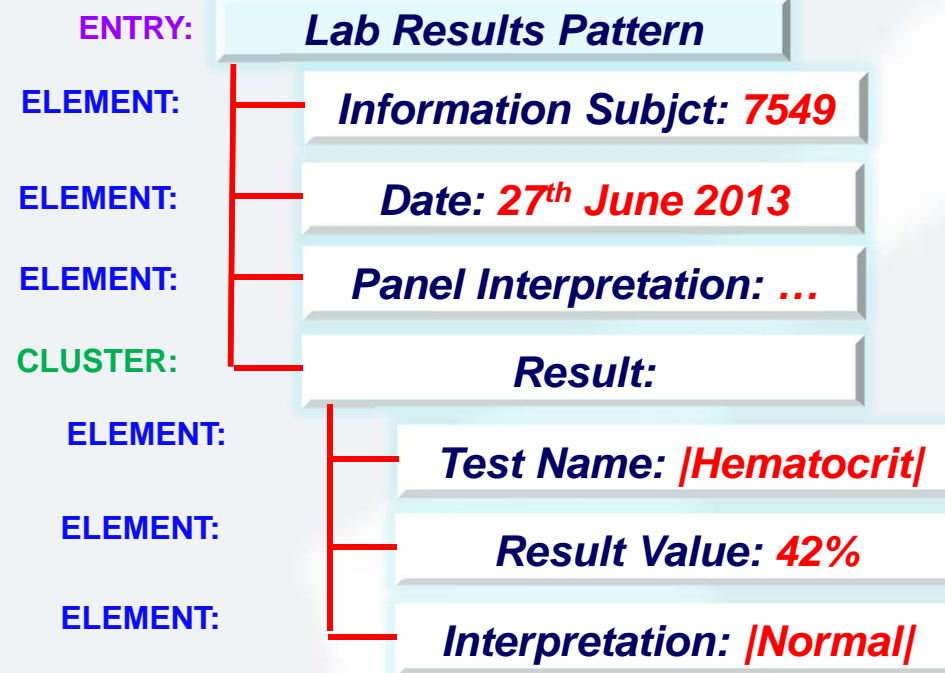 ENTRY: Lab Results Pattern
ELEMENT: Information Subjct: 7549
ELEMENT: Date: 27th June 2013
ELEMENT: Panel Interpretation: …
CLUSTER: Result:
ELEMENT: Test Name: |Hematocrit|
ELEMENT: Result Value: 42%
ELEMENT: Interpretation: |Normal|